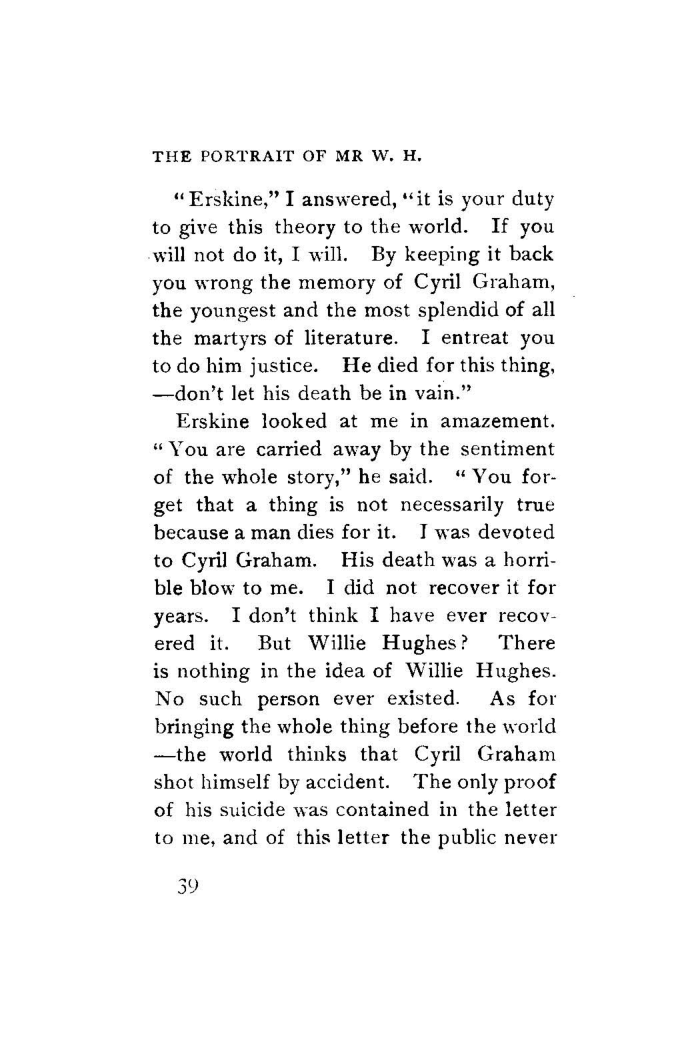 THE PORTRAIT OF MR W. H.
“Erskine,” I answered, “it is your duty
to give this theory to the world. If you
will not do it, I will. By keeping it back
you wrong the memory of Cyril Graham,
the youngest and the most splendid of all
the martyrs of literature. I entreat you
to do him justice. He died for this thing,
—don't let his death be in vain.”
Erskine looked at me in amazement.
“You are carried away by the sentiment
of the whole story,” he said. “You for-
get that a thing is not necessarily true
because a man dies for it. I was devoted
to Cyril Graham. His death was a horri-
ble blow to me. I did not recover it for
years. I don't think I have ever recov-
ered it. But Willie Hughes? There
is nothing in the idea of Willie Hughes.
No such person ever existed. As for
bringing the whole thing before the world
—the world thinks that Cyril Graham
shot himself by accident. The only proof
of his suicide was contained in the letter
to me, and of this letter the public never
39